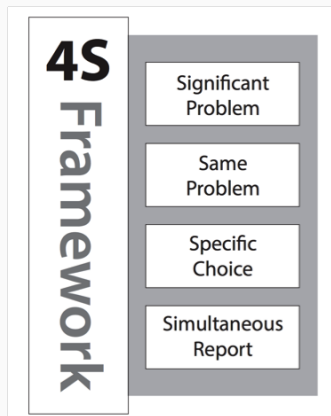 4S
Framework
Significant
Problem
Same
Problem
Specific
Choice
Simultaneous
Report